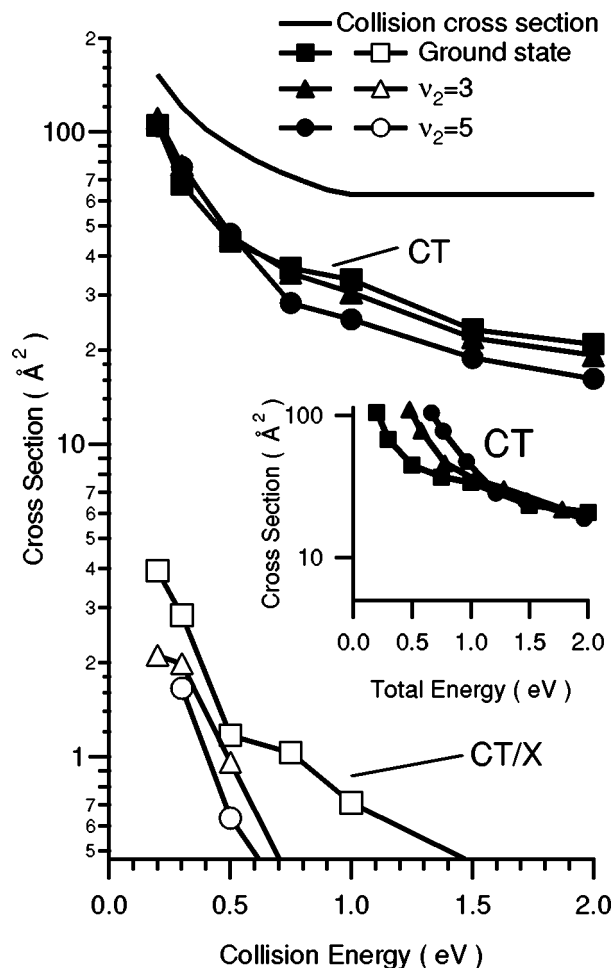 Collision cross section
Ground state
ν2=3
ν2=5
2
100
7
6
5
4
3
2
10
7
6
5
4
3
2
1
7
6
5
Cross Section ( Å2 )
CT
CT/X
0.0 0.5 1.0 1.5 2.0
Collision Energy ( eV )
100
10
Cross Section ( Å2 )
CT
0.0 0.5 1.0 1.5 2.0
Total Energy ( eV )